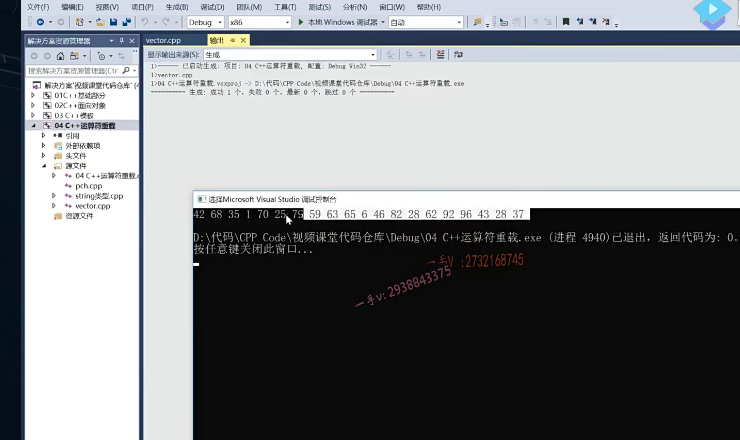 文件(F) 编辑(E) 视图(V) 项目(P) 生成(B) 调试(D) 团队(M) 工具(T) 测试(S) 分析(N) 窗口(W) 帮助(H)
Debug x86 本地 Windows 调试器 自动
解决方案资源管理器
搜索解决方案资源管理器(Ctr
解决方案'视频课堂代码仓库' (4
01C++基础部分
02C++面向对象
03 C++模板
04 C++运算符重载
引用
外部依赖项
头文件
源文件
04 C++运算符重载.c
pch.cpp
string类型.cpp
vector.cpp
资源文件
vector.cpp 输出
显示输出来源(S): 生成
1>------ 已启动生成: 项目: 04 C++运算符重载, 配置: Debug Win32 ------
1>vector.cpp
1>04 C++运算符重载.vcxproj -> D:\代码\CPP Code\视频课堂代码仓库\Debug\04 C++运算符重载.exe
========== 生成: 成功 1 个，失败 0 个，最新 0 个，跳过 0 个 ==========
选择Microsoft Visual Studio 调试控制台
42 68 35 1 70 25 79 59 63 65 6 46 82 28 62 92 96 43 28 37
D:\代码\CPP Code\视频课堂代码仓库\Debug\04 C++运算符重载.exe (进程 4940)已退出，返回代码为: 0。
按任意键关闭此窗口...
一手V :2732168745
一手v: 2938843375